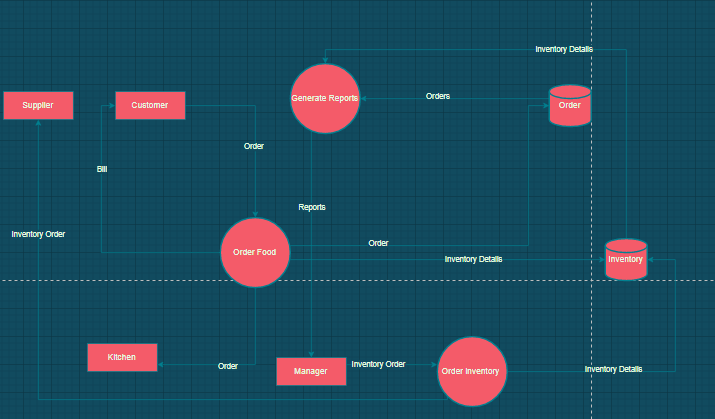 Inventory Details
Generate Reports
Orders
Supplier
Customer
Order
Order
Bill
Reports
Inventory Order
Order
Order Food
Inventory Details
Inventory
Kitchen
Order
Manager
Inventory Order
Order Inventory
Inventory Details